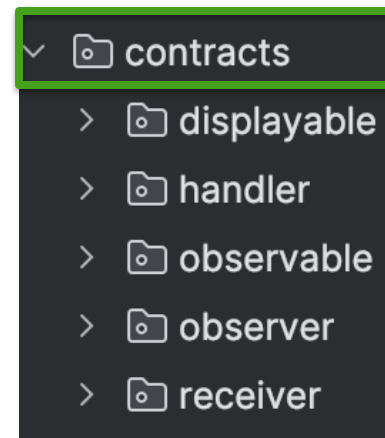 contracts
displayable
handler
observable
observer
receiver